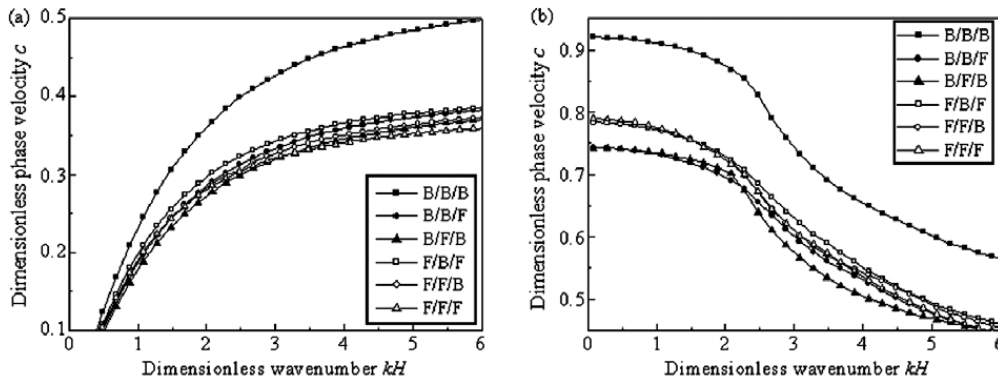 (a)
0.5
0.4
0.3
0.2
0.1
Dimensionless phase velocity c
B/B/B
B/B/F
B/F/B
F/B/F
F/F/B
F/F/F
0 1 2 3 4 5 6
Dimensionless wavenumber kH
(b)
0.9
0.8
0.7
0.6
0.5
Dimensionless phase velocity c
B/B/B
B/B/F
B/F/B
F/B/F
F/F/B
F/F/F
0 1 2 3 4 5 6
Dimensionless wavenumber kH